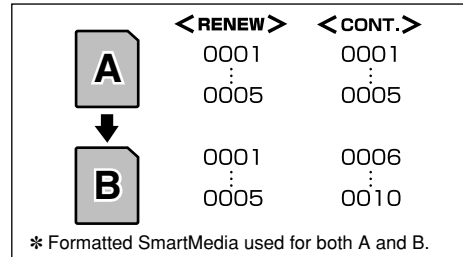 <RENEW> <CONT.>
A 0001 0001
⋮ ⋮
0005 0005
B 0001 0006
⋮ ⋮
0005 0010
✻ Formatted SmartMedia used for both A and B.